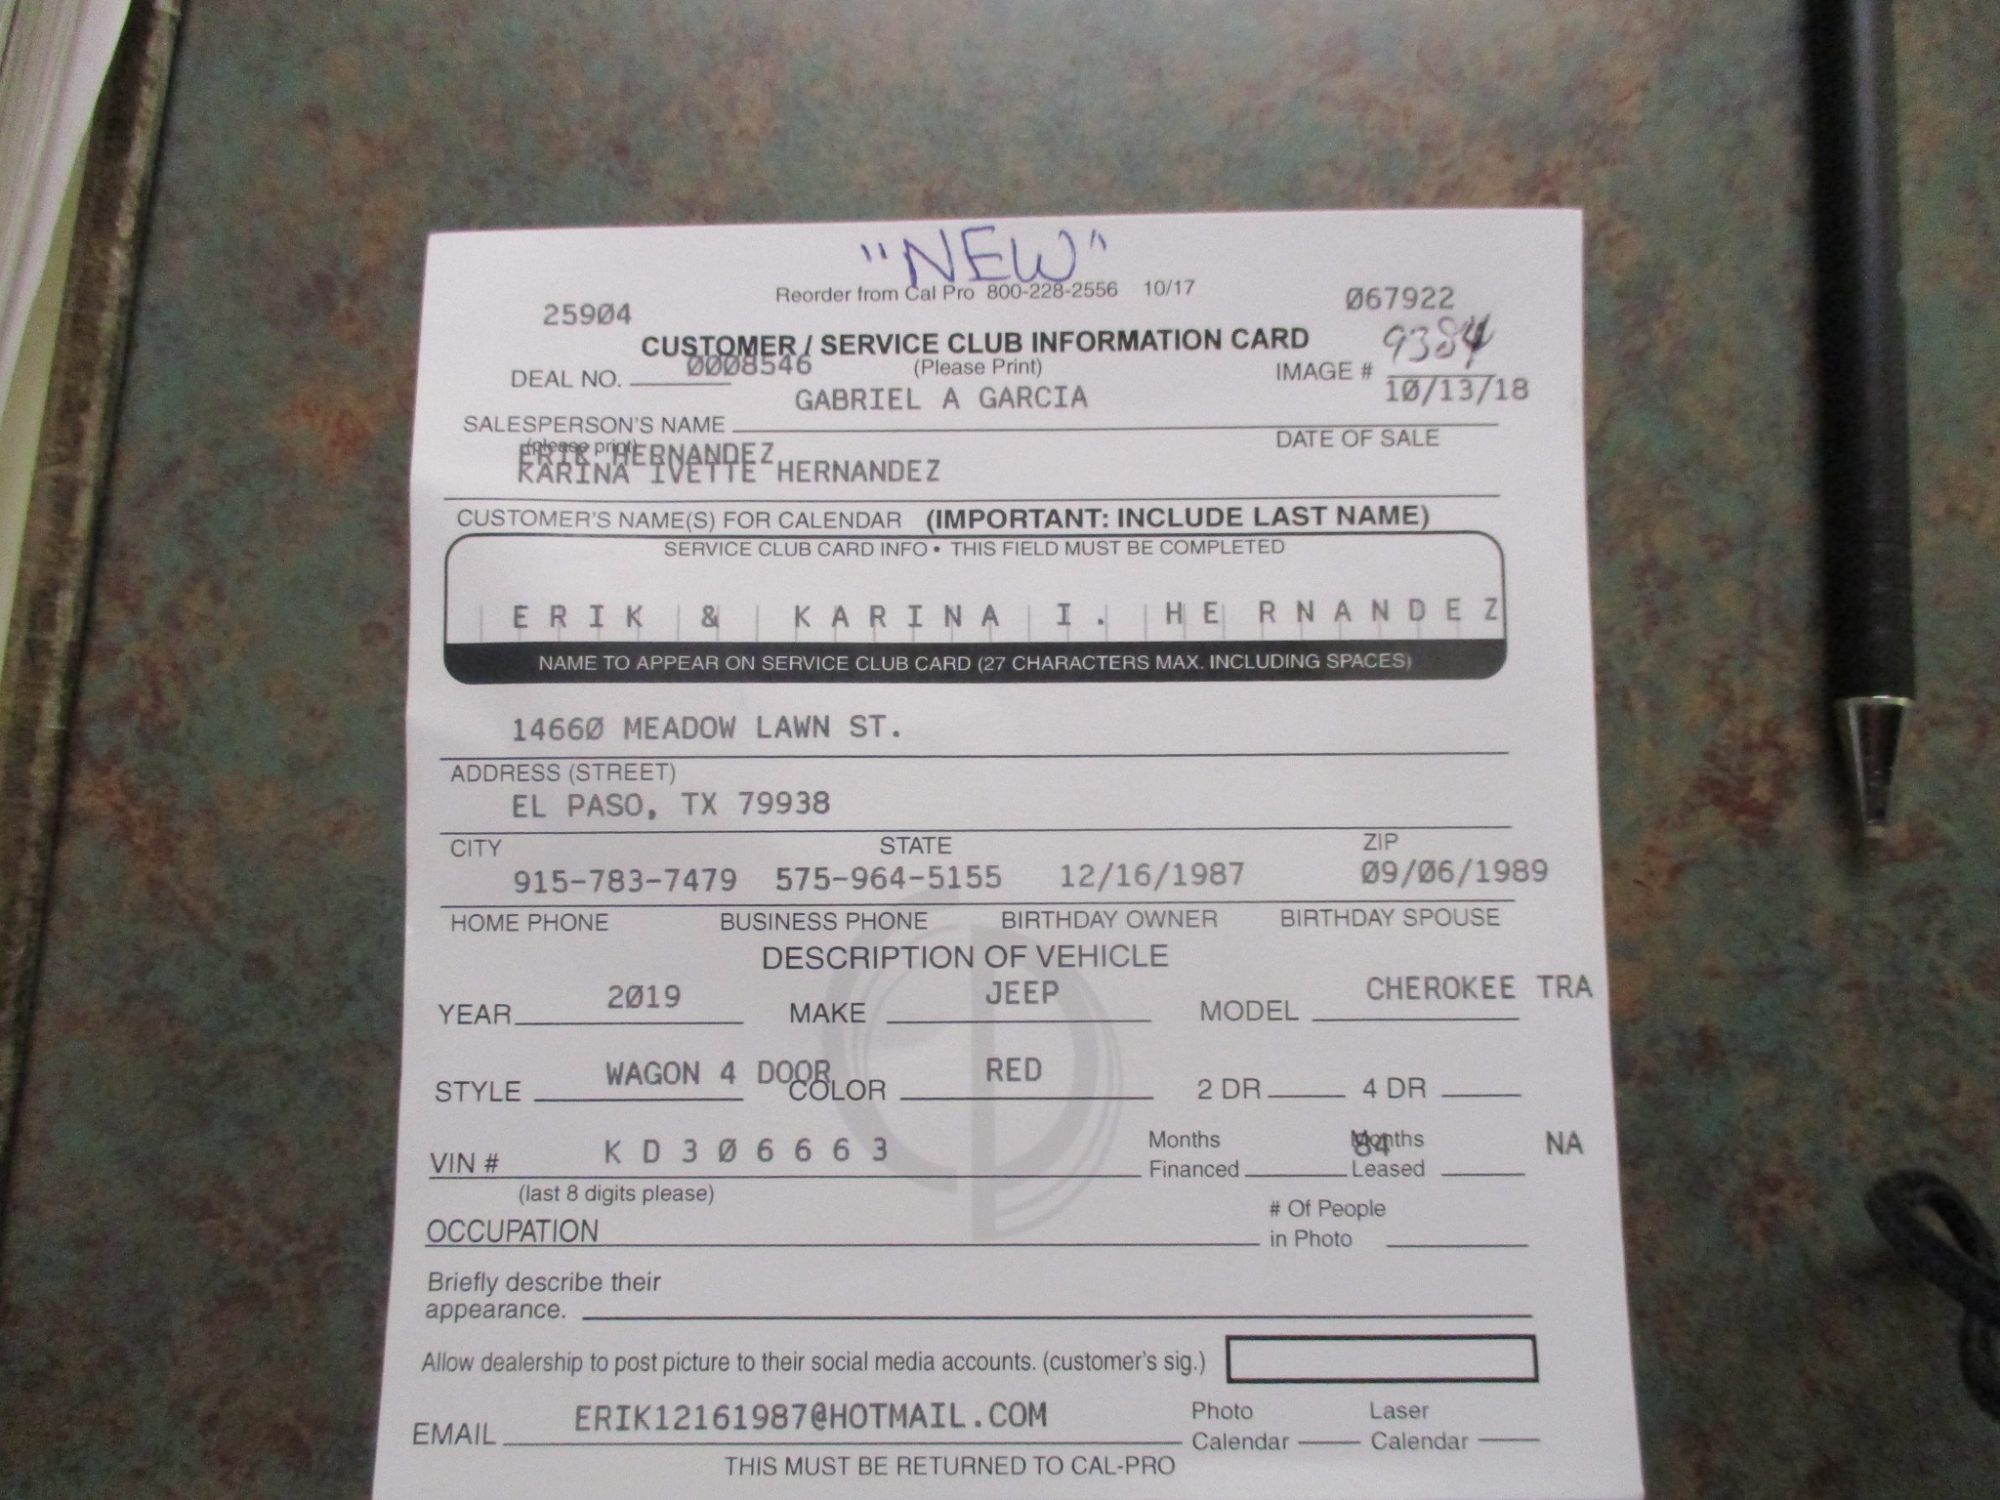 "NEW"
Reorder from Cal Pro 800-228-2556 10/17
25904 067922
CUSTOMER / SERVICE CLUB INFORMATION CARD
DEAL NO. 0008546 (Please Print) IMAGE # 9384
GABRIEL A GARCIA 10/13/18
SALESPERSON'S NAME DATE OF SALE
(please print)
ERIK HERNANDEZ
KARINA IVETTE HERNANDEZ
CUSTOMER'S NAME(S) FOR CALENDAR (IMPORTANT: INCLUDE LAST NAME)
SERVICE CLUB CARD INFO • THIS FIELD MUST BE COMPLETED
ERIK & KARINA I. HERNANDEZ
NAME TO APPEAR ON SERVICE CLUB CARD (27 CHARACTERS MAX. INCLUDING SPACES)
14660 MEADOW LAWN ST.
ADDRESS (STREET)
EL PASO, TX 79938
CITY STATE ZIP
915-783-7479 575-964-5155 12/16/1987 09/06/1989
HOME PHONE BUSINESS PHONE BIRTHDAY OWNER BIRTHDAY SPOUSE
DESCRIPTION OF VEHICLE
YEAR 2019 MAKE JEEP MODEL CHEROKEE TRA
STYLE WAGON 4 DOOR COLOR RED 2 DR 4 DR
VIN # KD306663 Months Financed 84 Months Leased NA
(last 8 digits please)
OCCUPATION # Of People in Photo
Briefly describe their
appearance.
Allow dealership to post picture to their social media accounts. (customer's sig.)
EMAIL ERIK12161987@HOTMAIL.COM Photo Calendar Laser Calendar
THIS MUST BE RETURNED TO CAL-PRO